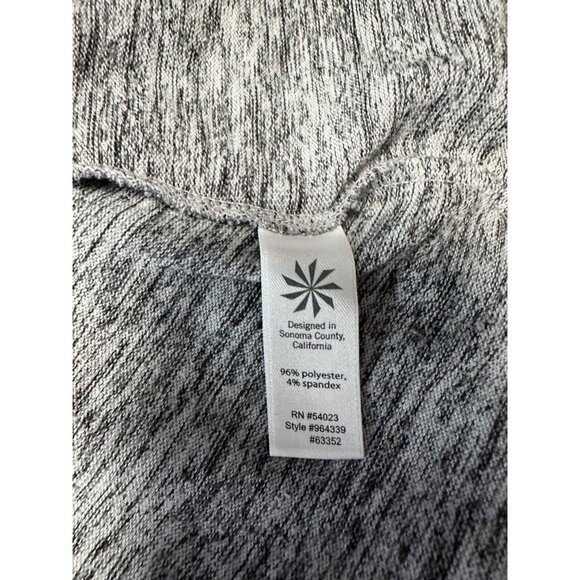 Designed in
Sonoma County,
California
96% polyester,
4% spandex
RN #54023
Style #964339
#63352